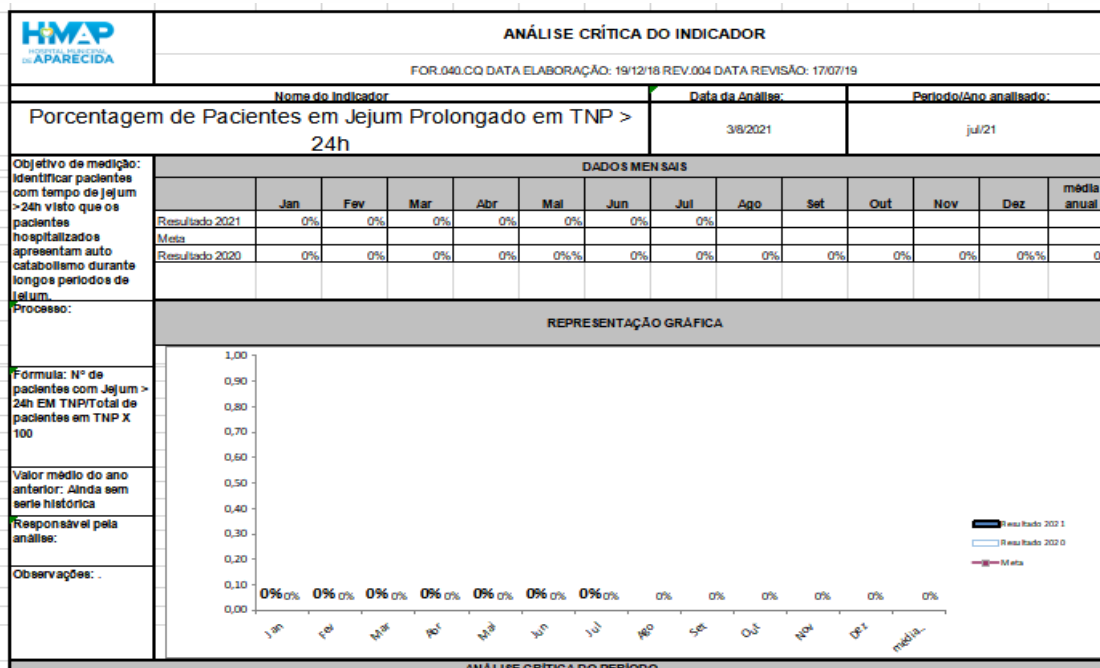 HMAP
HOSPITAL MUNICIPAL
DE APARECIDA
ANÁLISE CRÍTICA DO INDICADOR
FOR.040.CQ DATA ELABORAÇÃO: 19/12/18 REV.004 DATA REVISÃO: 17/07/19
Nome do Indicador Data da Análise: Periodo/Ano analisado:
Porcentagem de Pacientes em Jejum Prolongado em TNP >
24h
3/8/2021 jul/21
Objetivo de medição:
Identificar pacientes
com tempo de jejum
>24h visto que os
pacientes
hospitalizados
apresentam auto
catabolismo durante
longos periodos de
jejum.
DADOS MENSAIS
Jan Fev Mar Abr Mai Jun Jul Ago Set Out Nov Dez média
anual
Resultado 2021 0% 0% 0% 0% 0% 0% 0%
Meta
Resultado 2020 0% 0% 0% 0% 0%% 0% 0% 0% 0% 0% 0% 0%% 0
Processo:
Fórmula: Nº de
pacientes com Jejum >
24h EM TNP/Total de
pacientes em TNP X
100
Valor médio do ano
anterior: Ainda sem
serie histórica
Responsável pela
análise:
Observações: .
REPRESENTAÇÃO GRÁFICA
1,00
0,90
0,80
0,70
0,60
0,50
0,40
0,30
0,20
0,10
0,00
0% 0% 0% 0% 0% 0% 0% 0% 0% 0% 0% 0% 0% 0% 0% 0% 0% 0% 0% 0%
Jan Fev Mar Abr Mai Jun Jul Ago Set Out Nov Dez média...
Resultado 2021
Resultado 2020
Meta
ANÁLISE CRÍTICA DO PERÍODO